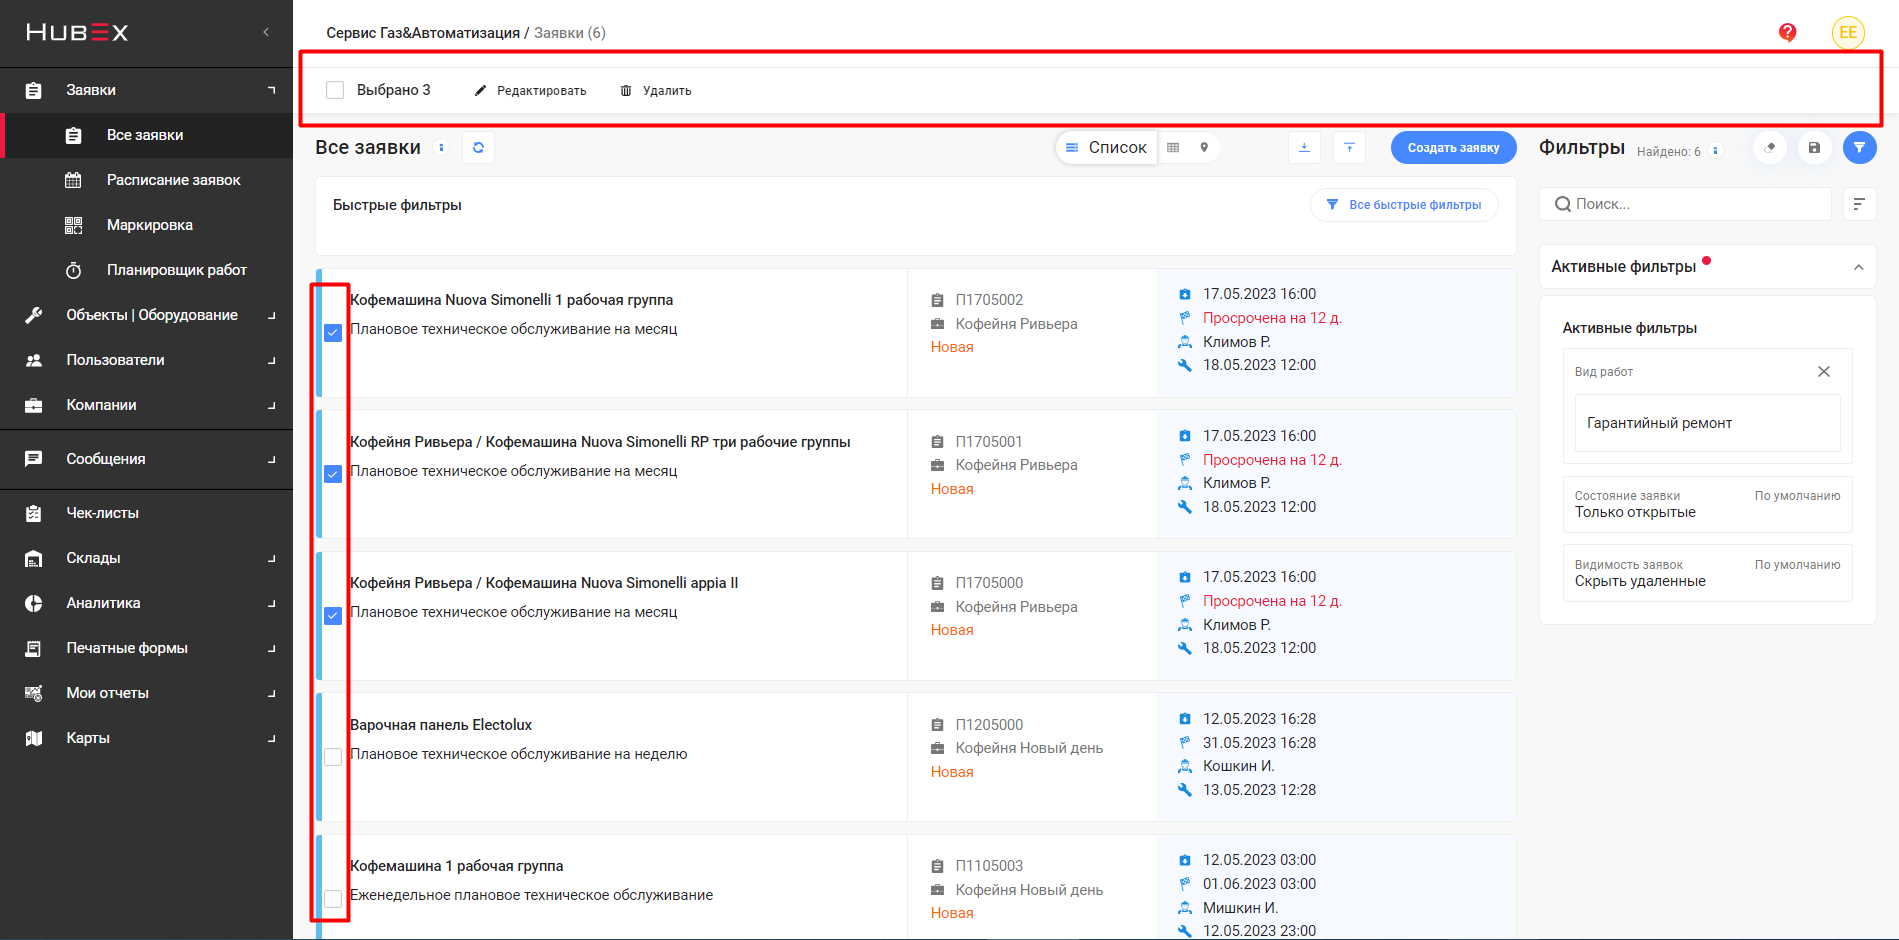 HUBEX
Заявки
Все заявки
Расписание заявок
Маркировка
Планировщик работ
Объекты | Оборудование
Пользователи
Компании
Сообщения
Чек-листы
Склады
Аналитика
Печатные формы
Мои отчеты
Карты
Сервис Газ&Автоматизация / Заявки (6)
?
EE
Выбрано 3
Редактировать
Удалить
Все заявки
Список
Создать заявку
Быстрые фильтры
Все быстрые фильтры
Кофемашина Nuova Simonelli 1 рабочая группа
Плановое техническое обслуживание на месяц
П1705002
Кофейня Ривьера
Новая
17.05.2023 16:00
Просрочена на 12 д.
Климов Р.
18.05.2023 12:00
Кофейня Ривьера / Кофемашина Nuova Simonelli RP три рабочие группы
Плановое техническое обслуживание на месяц
П1705001
Кофейня Ривьера
Новая
17.05.2023 16:00
Просрочена на 12 д.
Климов Р.
18.05.2023 12:00
Кофейня Ривьера / Кофемашина Nuova Simonelli appia II
Плановое техническое обслуживание на месяц
П1705000
Кофейня Ривьера
Новая
17.05.2023 16:00
Просрочена на 12 д.
Климов Р.
18.05.2023 12:00
Варочная панель Electolux
Плановое техническое обслуживание на неделю
П1205000
Кофейня Новый день
Новая
12.05.2023 16:28
31.05.2023 16:28
Кошкин И.
13.05.2023 12:28
Кофемашина 1 рабочая группа
Еженедельное плановое техническое обслуживание
П1105003
Кофейня Новый день
Новая
12.05.2023 03:00
01.06.2023 03:00
Мишкин И.
12.05.2023 23:00
Фильтры
Найдено: 6
Поиск...
Активные фильтры
Активные фильтры
Вид работ
Гарантийный ремонт
Состояние заявки По умолчанию
Только открытые
Видимость заявок По умолчанию
Скрыть удаленные